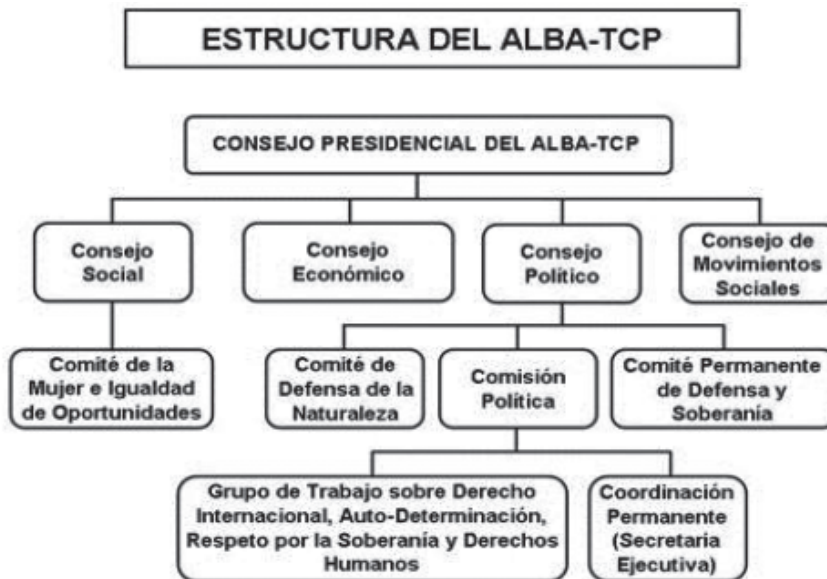 ESTRUCTURA DEL ALBA-TCP
CONSEJO PRESIDENCIAL DEL ALBA-TCP
Consejo
Social
Consejo
Económico
Consejo
Político
Consejo de
Movimientos
Sociales
Comité de la
Mujer e Igualdad
de Oportunidades
Comité de
Defensa de la
Naturaleza
Comisión
Política
Comité Permanente
de Defensa y
Soberanía
Grupo de Trabajo sobre Derecho
Internacional, Auto-Determinación,
Respeto por la Soberanía y Derechos
Humanos
Coordinación
Permanente
(Secretaria
Ejecutiva)